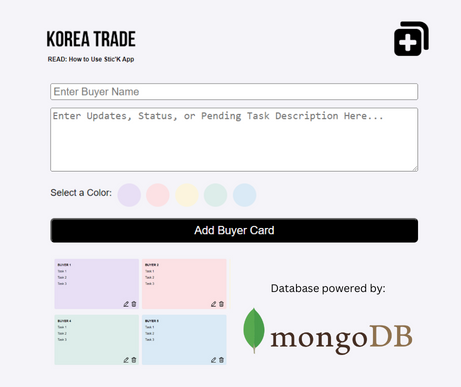 KOREA TRADE
READ: How to Use Stic'K App
Enter Buyer Name
Enter Updates, Status, or Pending Task Description Here...
Select a Color:
Add Buyer Card
BUYER 1
Task 1
Task 2
Task 3
BUYER 2
Task 1
Task 2
Task 3
BUYER 4
Task 1
Task 2
Task 3
BUYER 5
Task 1
Task 2
Task 3
Database powered by:
mongoDB